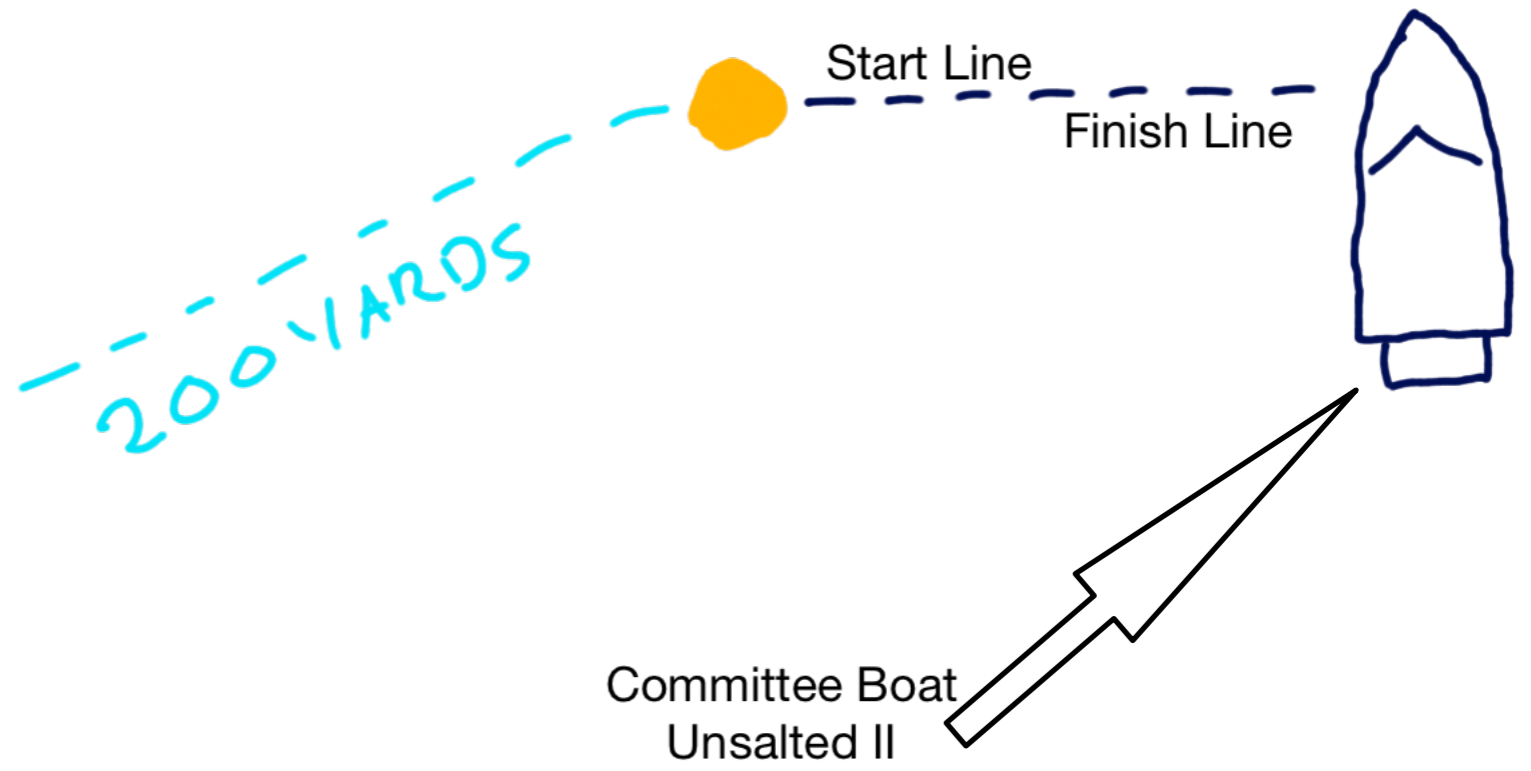 Start Line
Finish Line
200 YARDS
Committee Boat
Unsalted II